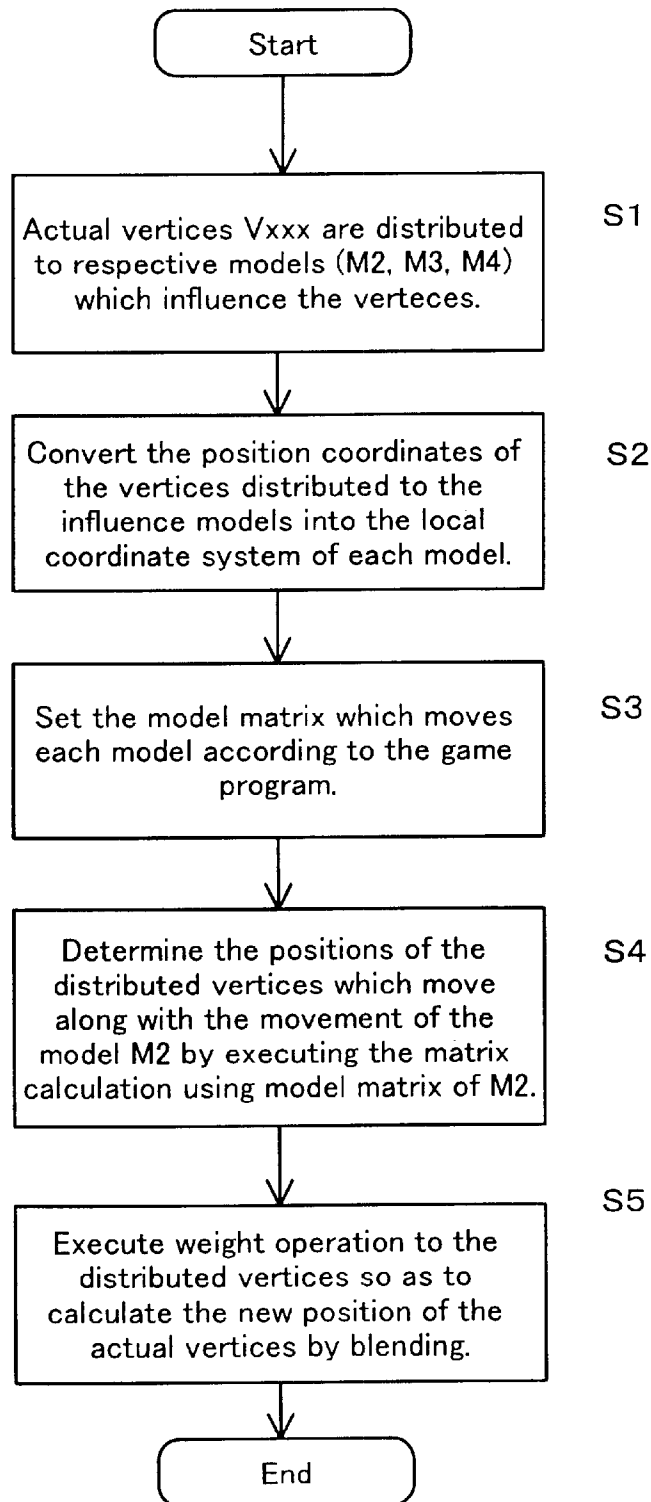 Start
Actual vertices Vxxx are distributed
to respective models (M2, M3, M4)
which influence the verteces.
S1
Convert the position coordinates of
the vertices distributed to the
influence models into the local
coordinate system of each model.
S2
Set the model matrix which moves
each model according to the game
program.
S3
Determine the positions of the
distributed vertices which move
along with the movement of the
model M2 by executing the matrix
calculation using model matrix of M2.
S4
Execute weight operation to the
distributed vertices so as to
calculate the new position of the
actual vertices by blending.
S5
End